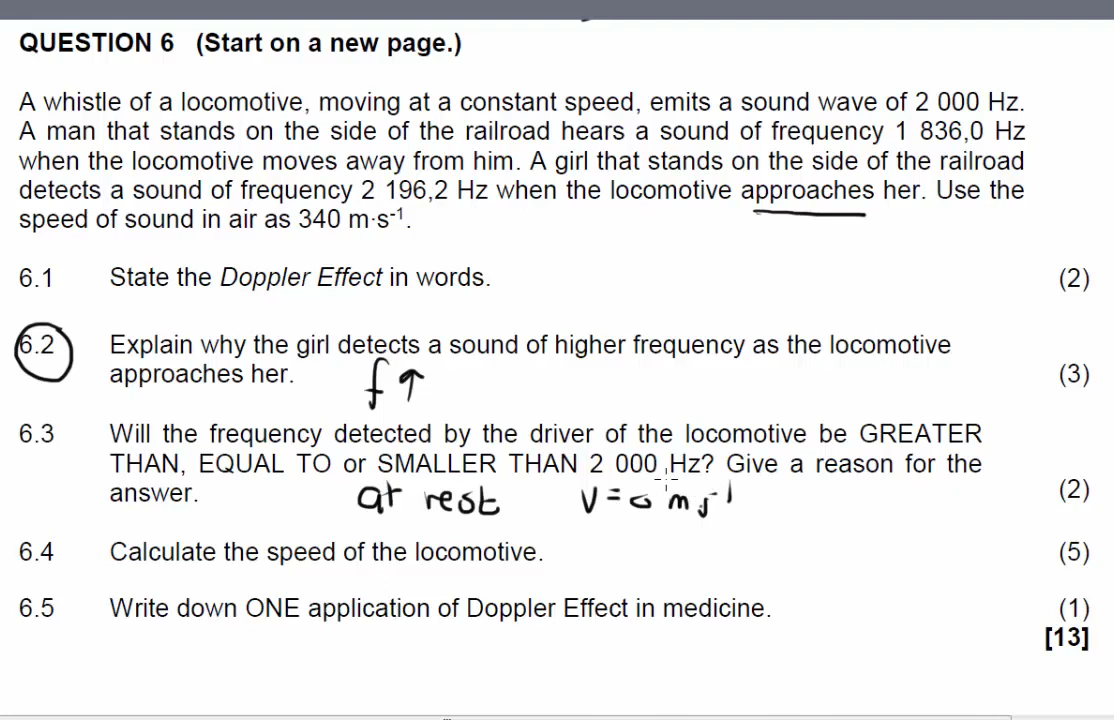 QUESTION 6 (Start on a new page.)
A whistle of a locomotive, moving at a constant speed, emits a sound wave of 2 000 Hz.
A man that stands on the side of the railroad hears a sound of frequency 1 836,0 Hz
when the locomotive moves away from him. A girl that stands on the side of the railroad
detects a sound of frequency 2 196,2 Hz when the locomotive approaches her. Use the
speed of sound in air as 340 m·s⁻¹.
6.1 State the Doppler Effect in words. (2)
6.2 Explain why the girl detects a sound of higher frequency as the locomotive
approaches her. (3)
f ↑
6.3 Will the frequency detected by the driver of the locomotive be GREATER
THAN, EQUAL TO or SMALLER THAN 2 000 Hz? Give a reason for the
answer. (2)
at rest v = 0 m s⁻¹
6.4 Calculate the speed of the locomotive. (5)
6.5 Write down ONE application of Doppler Effect in medicine. (1)
[13]